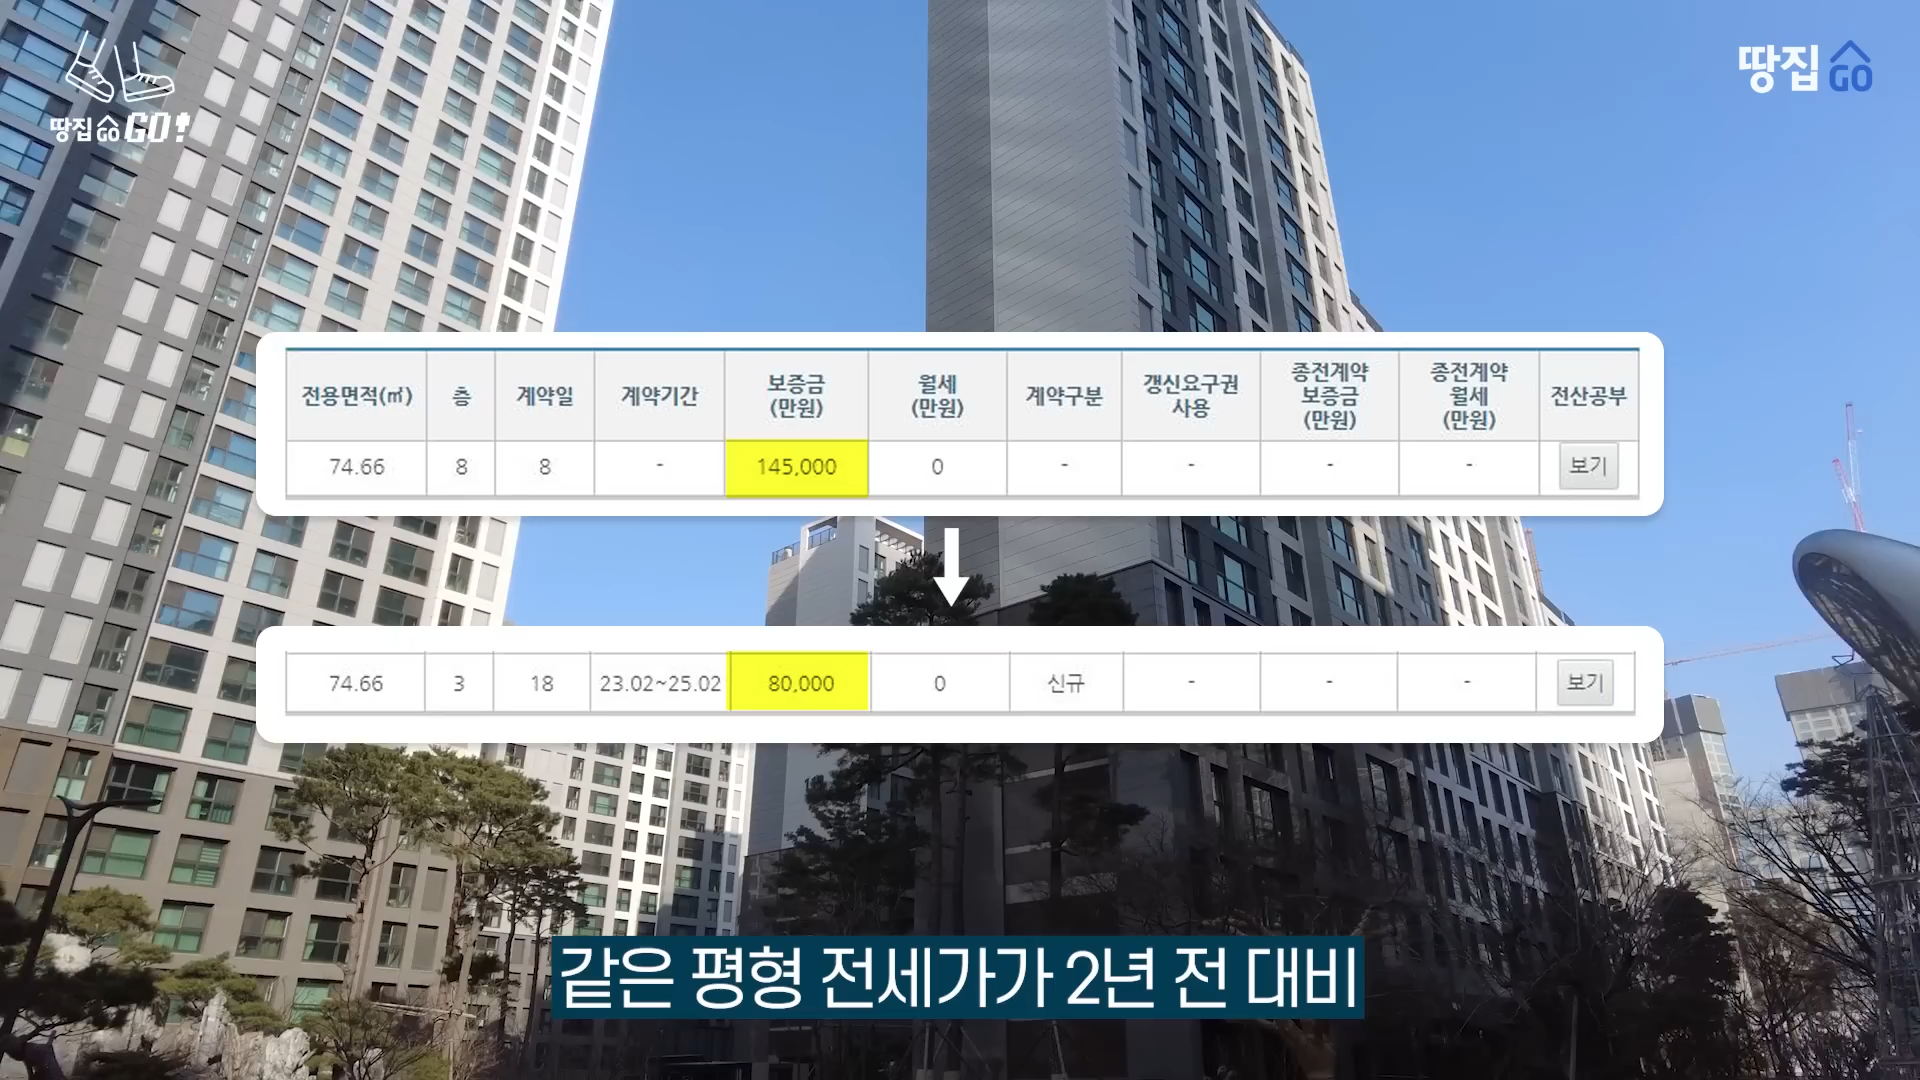 땅집GO GO!
땅집GO
전용면적(㎡) 층 계약일 계약기간 보증금(만원) 월세(만원) 계약구분 갱신요구권 사용 종전계약 보증금(만원) 종전계약 월세(만원) 전산공부
74.66 8 8 - 145,000 0 - - - - 보기
74.66 3 18 23.02~25.02 80,000 0 신규 - - - 보기
같은 평형 전세가가 2년 전 대비